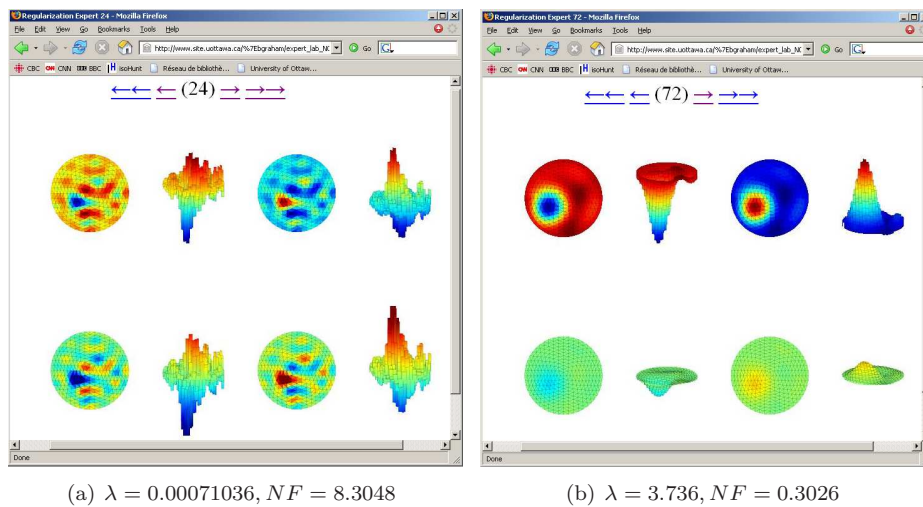 Regularization Expert 24 - Mozilla Firefox
File Edit View Go Bookmarks Tools Help
http://www.site.uottawa.ca/%7Ebgraham/expert_lab_NC Go G
CBC CNN BBC isoHunt Réseau de bibliothè... University of Ottaw...
←← ← (24) → →→
Done
Regularization Expert 72 - Mozilla Firefox
File Edit View Go Bookmarks Tools Help
http://www.site.uottawa.ca/%7Ebgraham/expert_lab_NC Go G
CBC CNN BBC isoHunt Réseau de bibliothè... University of Ottaw...
←← ← (72) → →→
Done
(a) λ = 0.00071036, NF = 8.3048
(b) λ = 3.736, NF = 0.3026